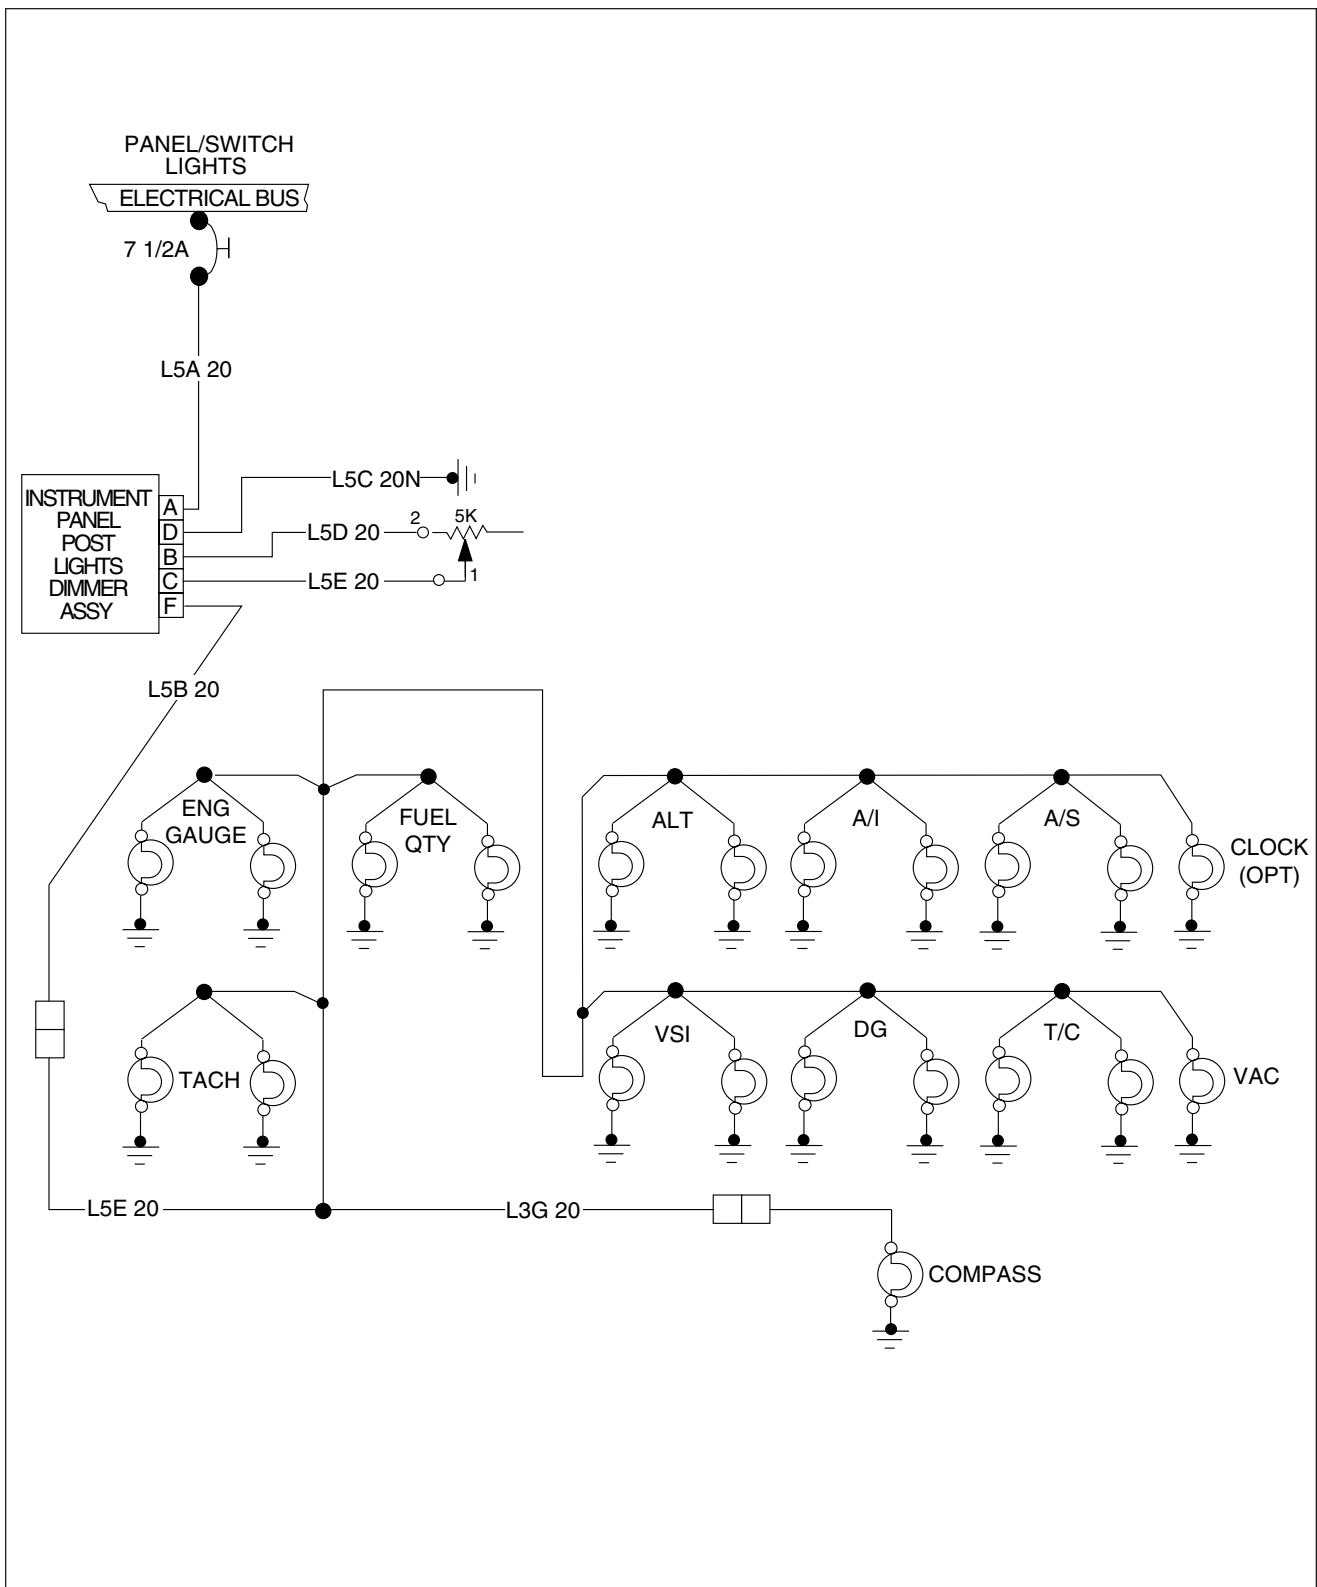 PANEL/SWITCH
LIGHTS
ELECTRICAL BUS
7 1/2A
L5A 20
INSTRUMENT
PANEL
POST
LIGHTS
DIMMER
ASSY
A
D
B
C
F
L5C 20N
L5D 20
2
5K
L5E 20
1
L5B 20
ENG
GAUGE
FUEL
QTY
ALT
A/I
A/S
CLOCK
(OPT)
TACH
VSI
DG
T/C
VAC
L5E 20
L3G 20
COMPASS